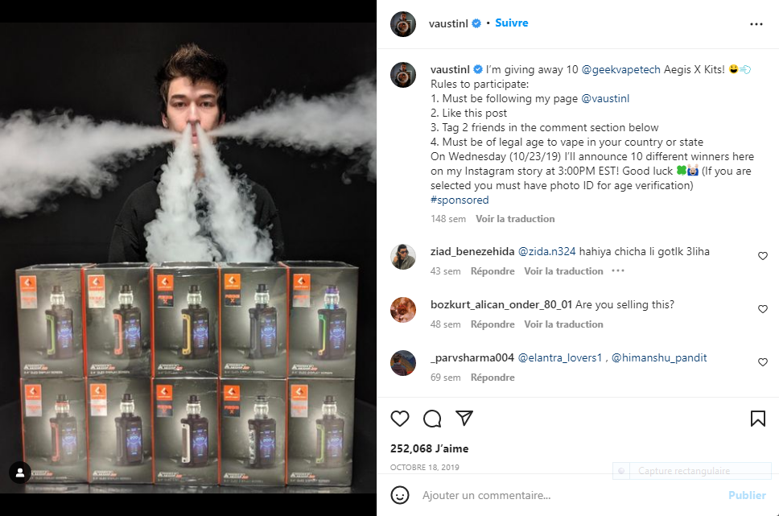 vaustinl • Suivre
vaustinl I'm giving away 10 @geekvapetech Aegis X Kits! 😄💨
Rules to participate:
1. Must be following my page @vaustinl
2. Like this post
3. Tag 2 friends in the comment section below
4. Must be of legal age to vape in your country or state
On Wednesday (10/23/19) I'll announce 10 different winners here
on my Instagram story at 3:00PM EST! Good luck 🍀🙌 (If you are
selected you must have photo ID for age verification)
#sponsored
148 sem Voir la traduction
ziad_benezehida @zida.n324 hahiya chicha li gotlk 3liha
43 sem Répondre Voir la traduction •••
bozkurt_alican_onder_80_01 Are you selling this?
48 sem Répondre Voir la traduction
_parvsharma004 @elantra_lovers1 , @himanshu_pandit
69 sem Répondre
252,068 J'aime
OCTOBRE 18, 2019
Capture rectangulaire
Ajouter un commentaire... Publier